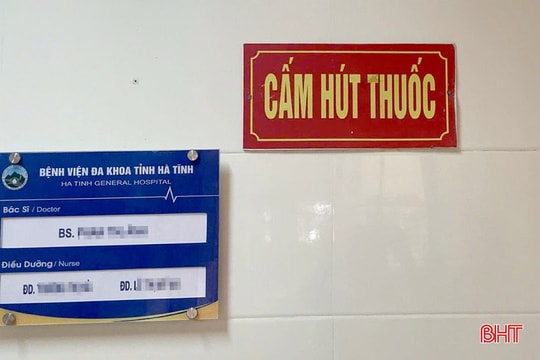 CẤM HÚT THUỐC
BỆNH VIỆN ĐA KHOA TỈNH HÀ TĨNH
HA TINH GENERAL HOSPITAL
Bác Sĩ / Doctor
BS.
Điều Dưỡng / Nurse
ĐD. ĐD.
BHT